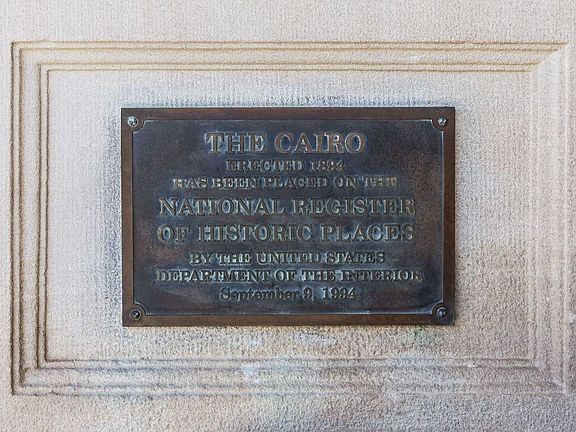 THE CAIRO
ERECTED 1894
HAS BEEN PLACED ON THE
NATIONAL REGISTER
OF HISTORIC PLACES
BY THE UNITED STATES
DEPARTMENT OF THE INTERIOR
September 9, 1994